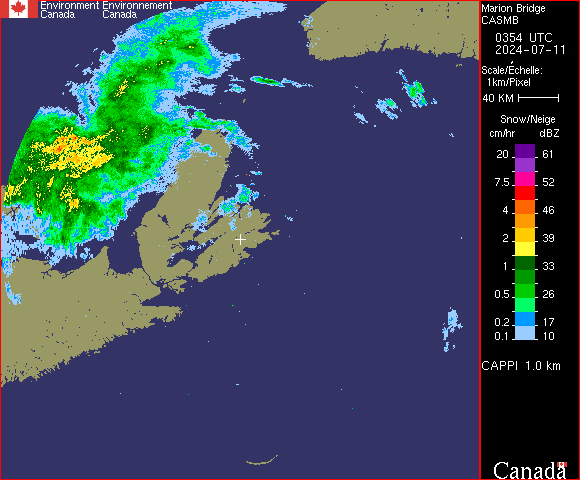 Environment Environnement
Canada Canada
Marion Bridge
CASMB
0354 UTC
2024-07-11
Scale/Échelle:
1km/Pixel
40 KM
Snow/Neige
cm/hr dBZ
20 61
7.5 52
4 46
2 39
1 33
0.5 26
0.2 17
0.1 10
CAPPI 1.0 km
Canada